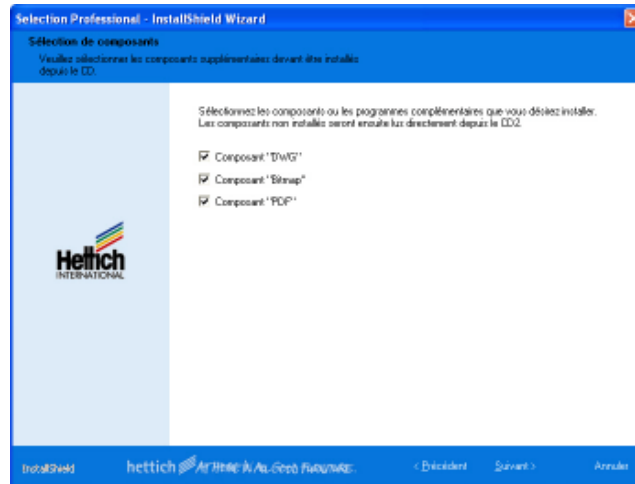 Selection Professional - InstallShield Wizard
Sélection de composants
Veuillez sélectionner les composants supplémentaires devant être installés
depuis le CD.
Sélectionnez les composants ou les programmes complémentaires que vous désirez installer.
Les composants non installés seront ensuite lus directement depuis le CD2.
Composant "DWG"
Composant "Bitmap"
Composant "PDF"
Hettich
INTERNATIONAL
InstallShield
hettich
< Précédent
Suivant >
Annuler